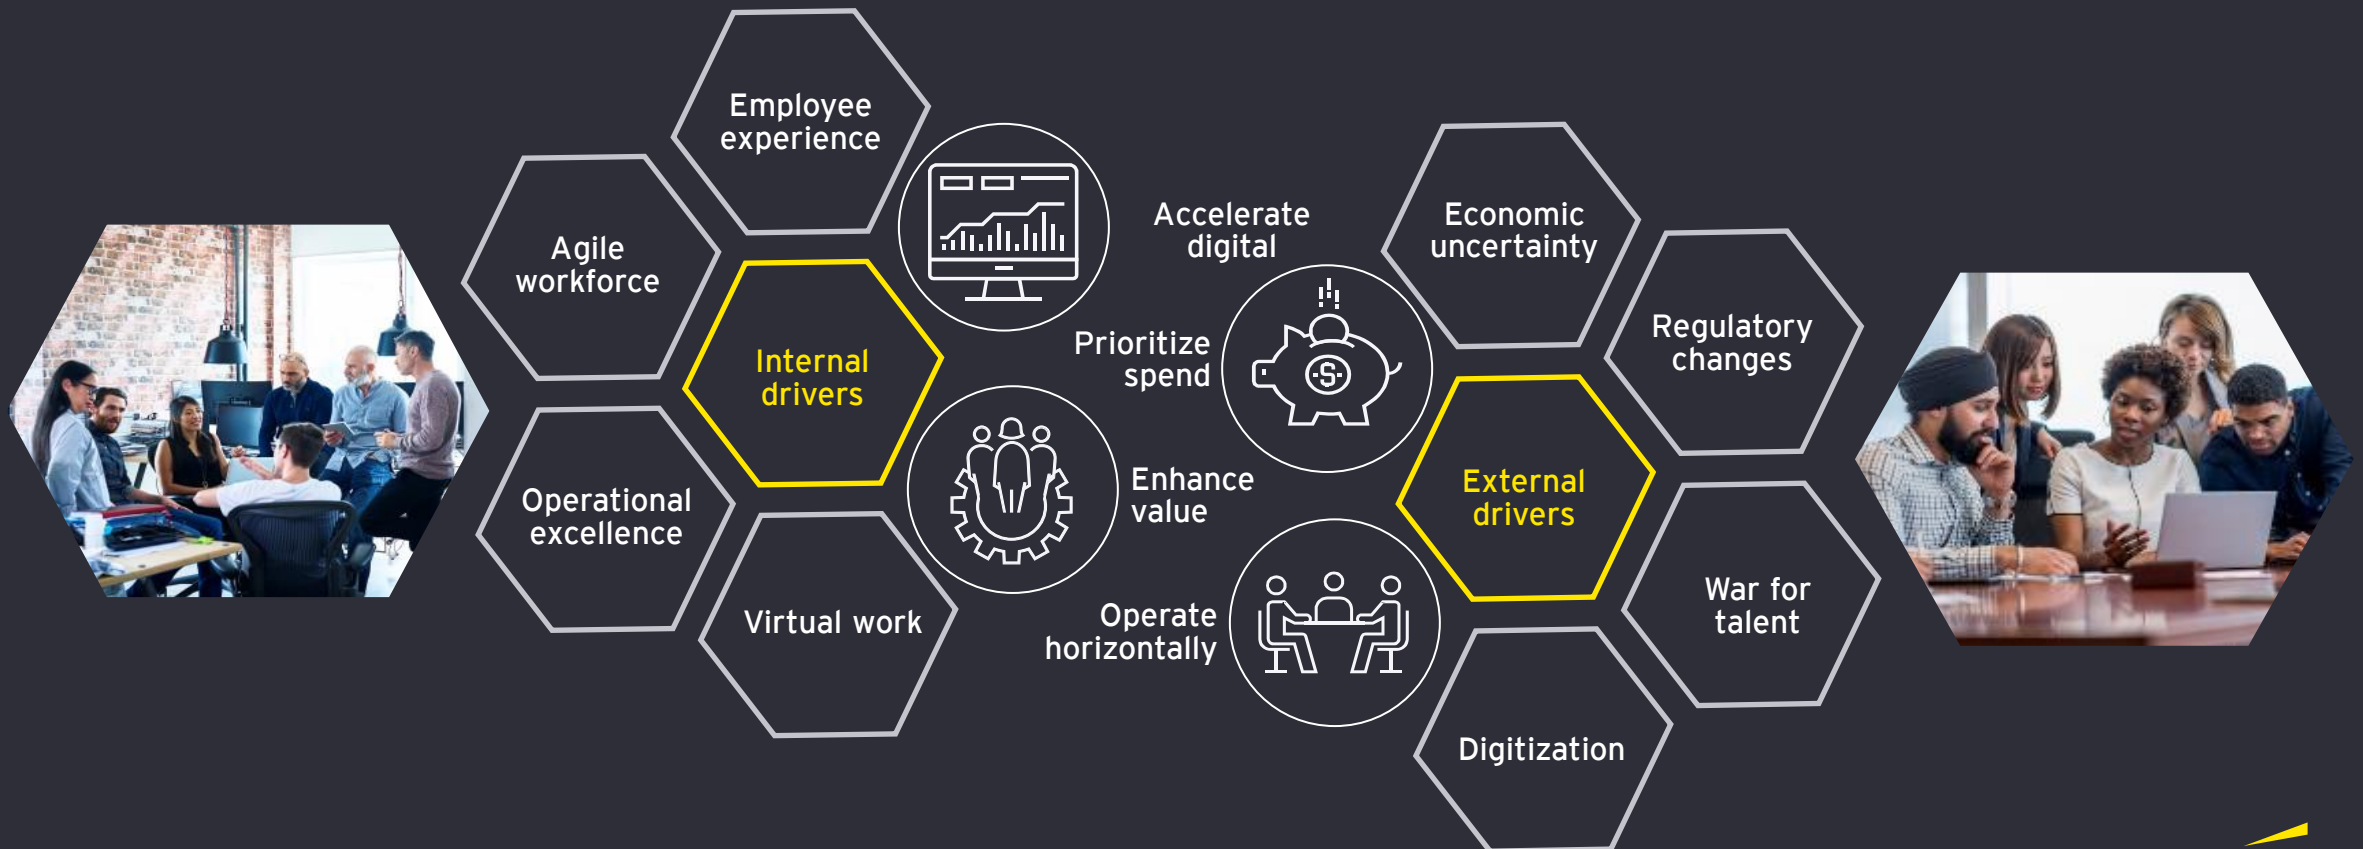 Employee
experience
Agile
workforce
Internal
drivers
Operational
excellence
Virtual work
Accelerate
digital
Prioritize
spend
$
Enhance
value
Operate
horizontally
Economic
uncertainty
Regulatory
changes
External
drivers
War for
talent
Digitization